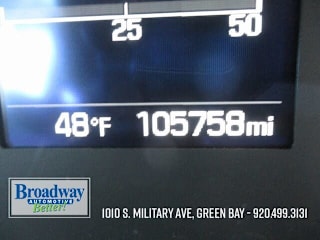 25 50
48°F 105758mi
Broadway
AUTOMOTIVE
Better!
1010 S. MILITARY AVE, GREEN BAY - 920.499.3131